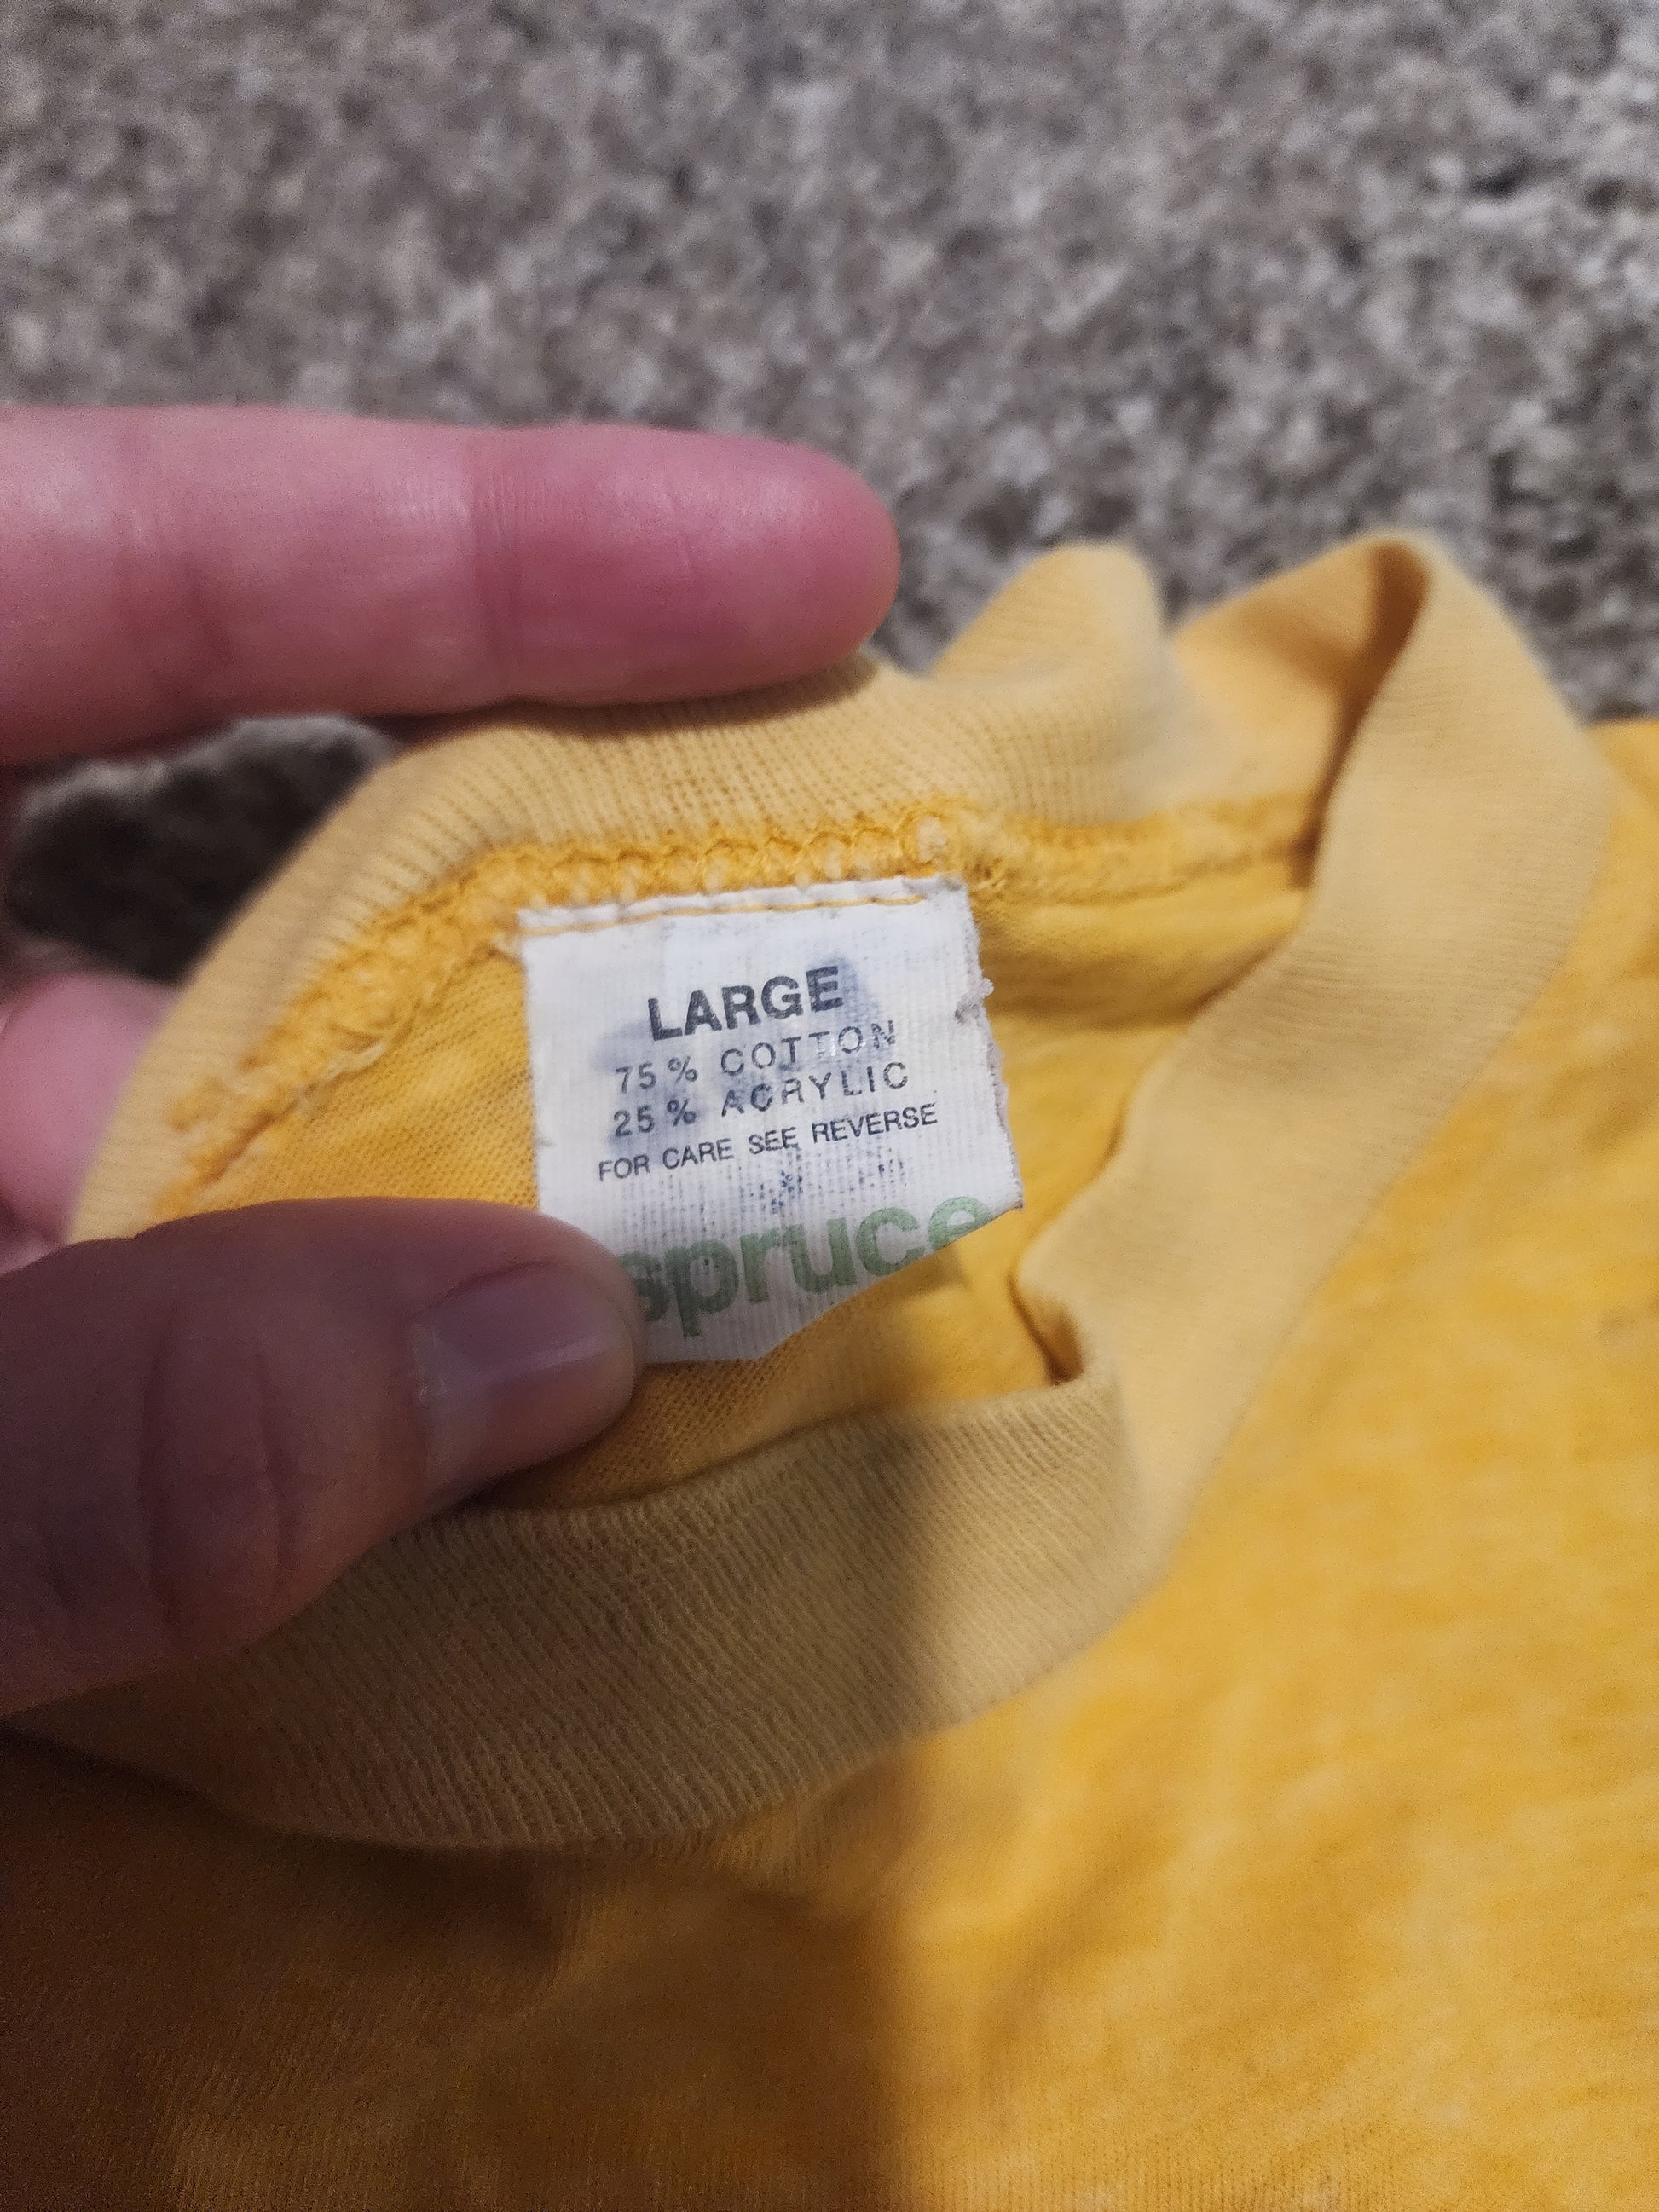 LARGE
75% COTTON
25% ACRYLIC
FOR CARE SEE REVERSE
spruce